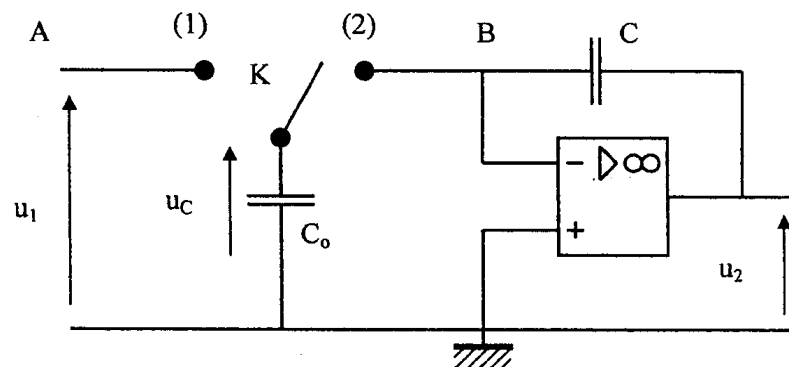 A (1) (2) B C
K
− ▷ ∞
u₁ u_C C₀ +
u₂